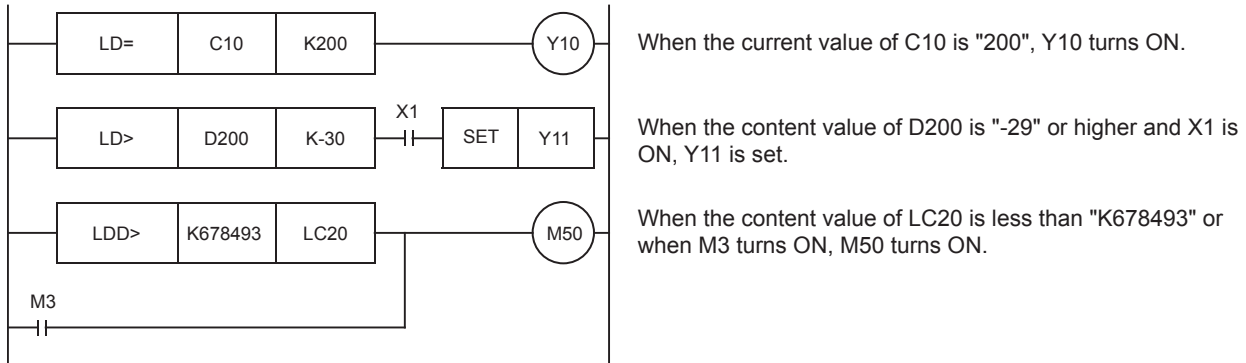 LD= C10 K200 Y10 When the current value of C10 is "200", Y10 turns ON.
X1
LD> D200 K-30 SET Y11 When the content value of D200 is "-29" or higher and X1 is
ON, Y11 is set.
LDD> K678493 LC20 M50 When the content value of LC20 is less than "K678493" or
when M3 turns ON, M50 turns ON.
M3